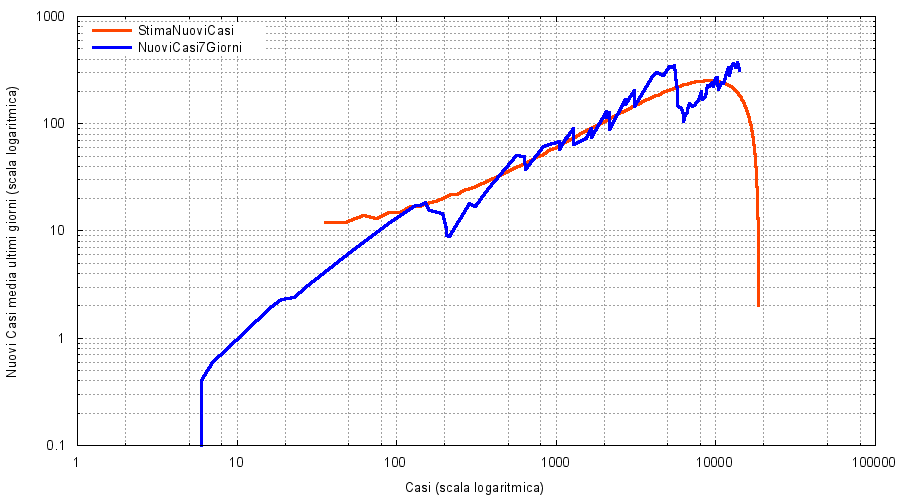 1000
100
10
1
0.1
Nuovi Casi media ultimi giorni (scala logaritmica)
StimaNuoviCasi
NuoviCasi7Giorni
1 10 100 1000 10000 100000
Casi (scala logaritmica)